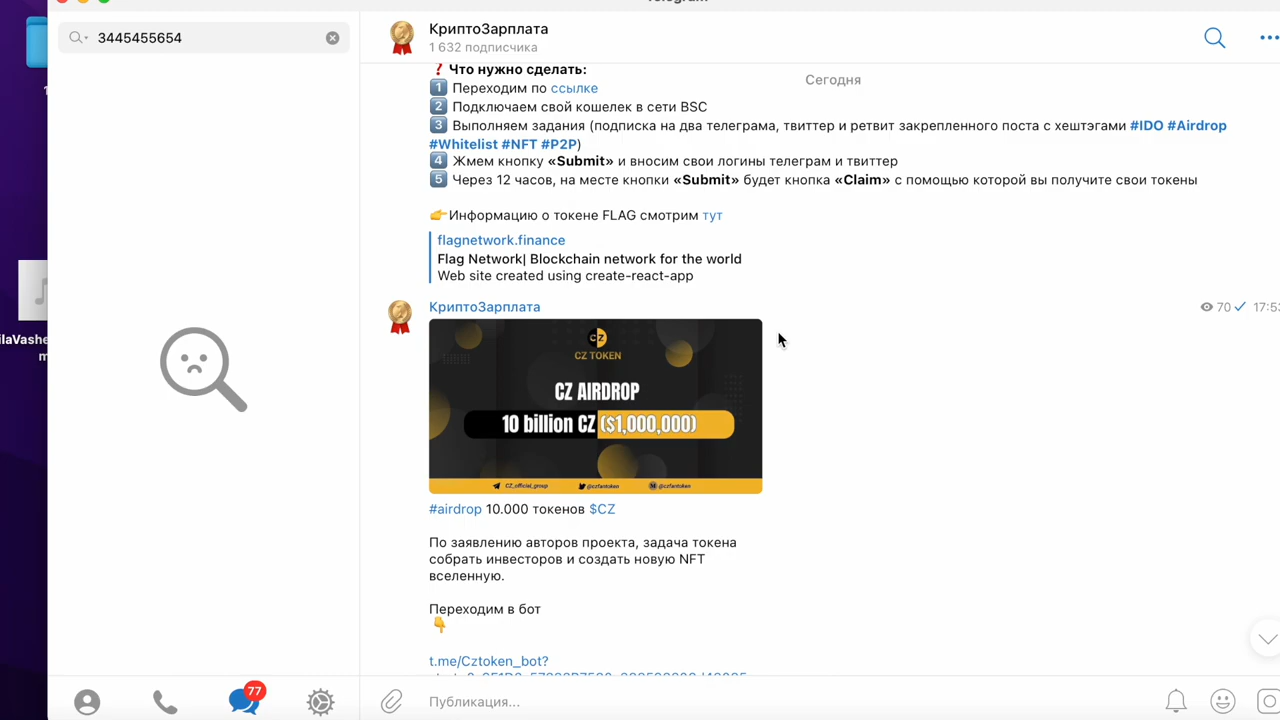 Telegram
3445455654
КриптоЗарплата
1 632 подписчика
Сегодня
❓ Что нужно сделать:
1 Переходим по ссылке
2 Подключаем свой кошелек в сети BSC
3 Выполняем задания (подписка на два телеграма, твиттер и ретвит закрепленного поста с хештэгами #IDO #Airdrop
#Whitelist #NFT #P2P)
4 Жмем кнопку «Submit» и вносим свои логины телеграм и твиттер
5 Через 12 часов, на месте кнопки «Submit» будет кнопка «Claim» с помощью которой вы получите свои токены
👉Информацию о токене FLAG смотрим тут
flagnetwork.finance
Flag Network| Blockchain network for the world
Web site created using create-react-app
КриптоЗарплата
70
17:53
CZ
CZ TOKEN
CZ AIRDROP
10 billion CZ ($1,000,000)
CZ_official_group @czfantoken @czfantoken
#airdrop 10.000 токенов $CZ
По заявлению авторов проекта, задача токена
собрать инвесторов и создать новую NFT
вселенную.
Переходим в бот
👇
t.me/Cztoken_bot?
77
Публикация...